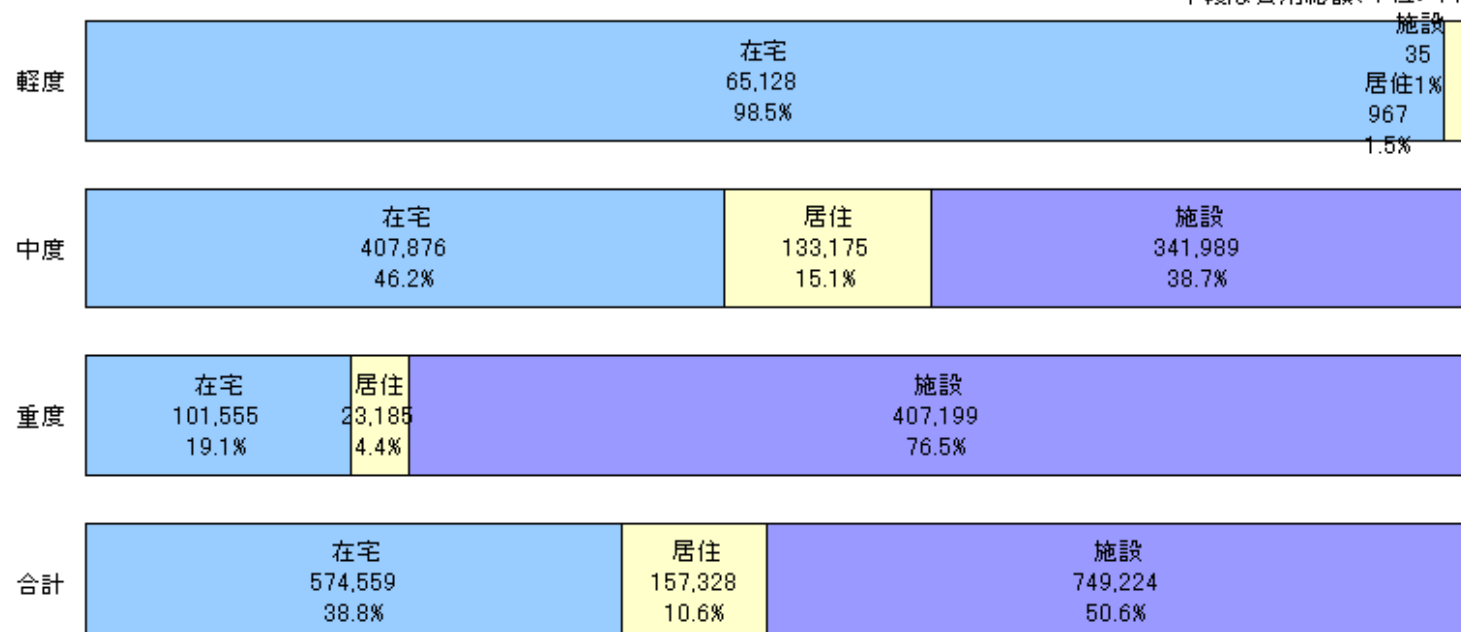 軽度
在宅
65,128
98.5%
施設
35
居住1%
967
1.5%
中度
在宅
407,876
46.2%
居住
133,175
15.1%
施設
341,989
38.7%
重度
在宅
101,555
19.1%
居住
23,185
4.4%
施設
407,199
76.5%
合計
在宅
574,559
38.8%
居住
157,328
10.6%
施設
749,224
50.6%